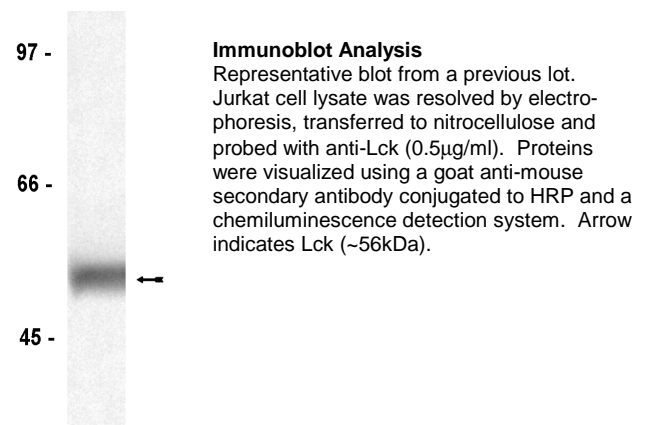 97 -
66 -
45 -
Immunoblot Analysis
Representative blot from a previous lot.
Jurkat cell lysate was resolved by electro-
phoresis, transferred to nitrocellulose and
probed with anti-Lck (0.5μg/ml).  Proteins
were visualized using a goat anti-mouse
secondary antibody conjugated to HRP and a
chemiluminescence detection system.  Arrow
indicates Lck (~56kDa).